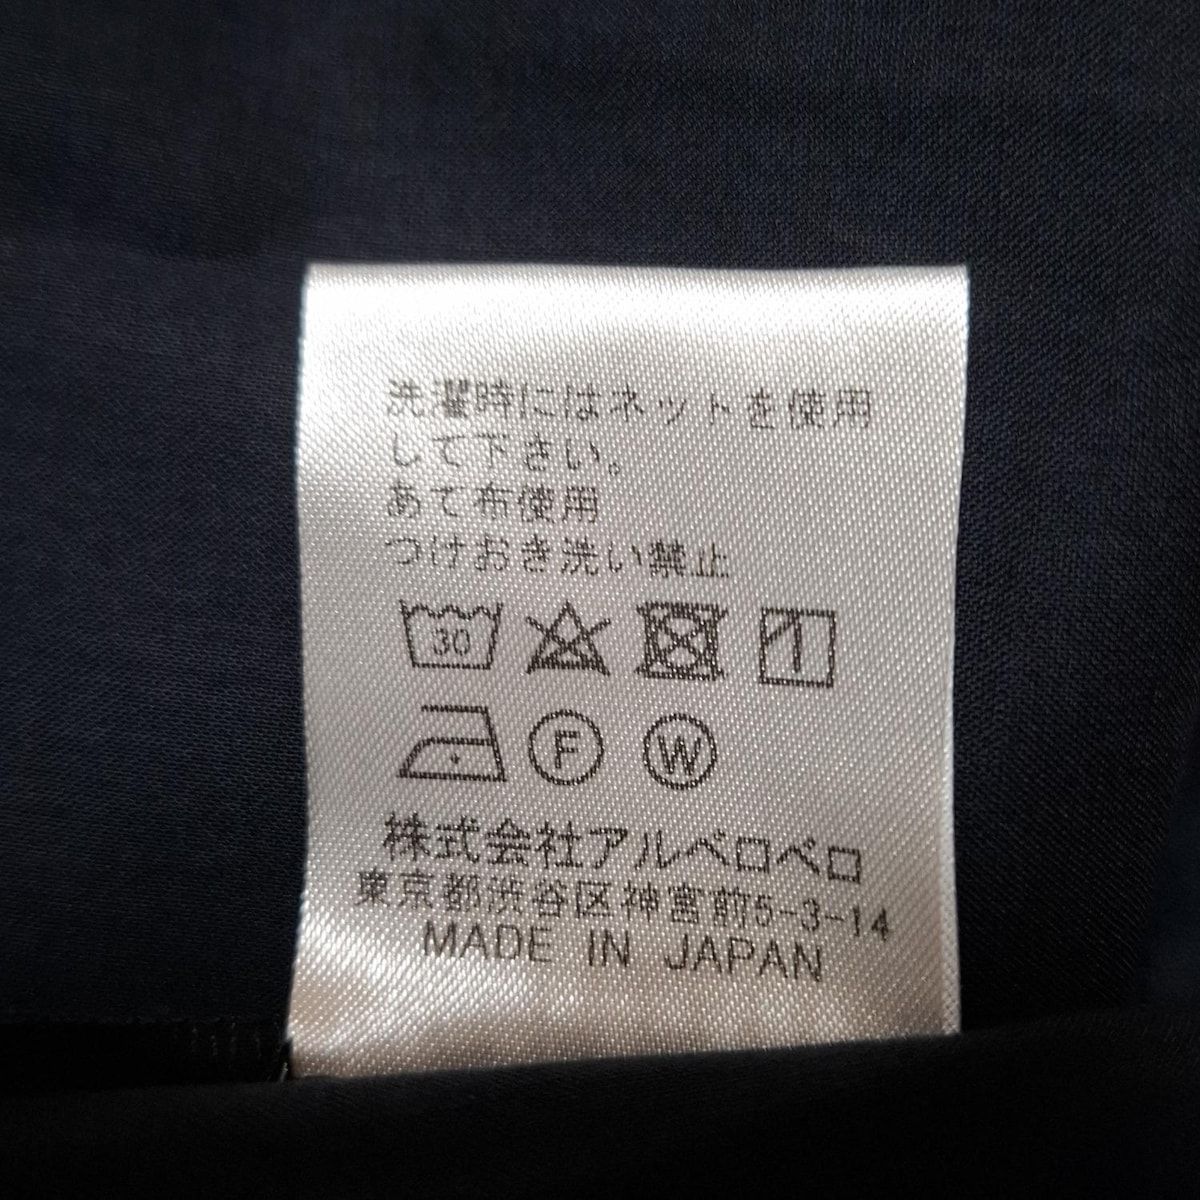 洗濯時にはネットを使用
して下さい。
あて布使用
つけおき洗い禁止
30
F W
株式会社アルベロベロ
東京都渋谷区神宮前5-3-14
MADE IN JAPAN